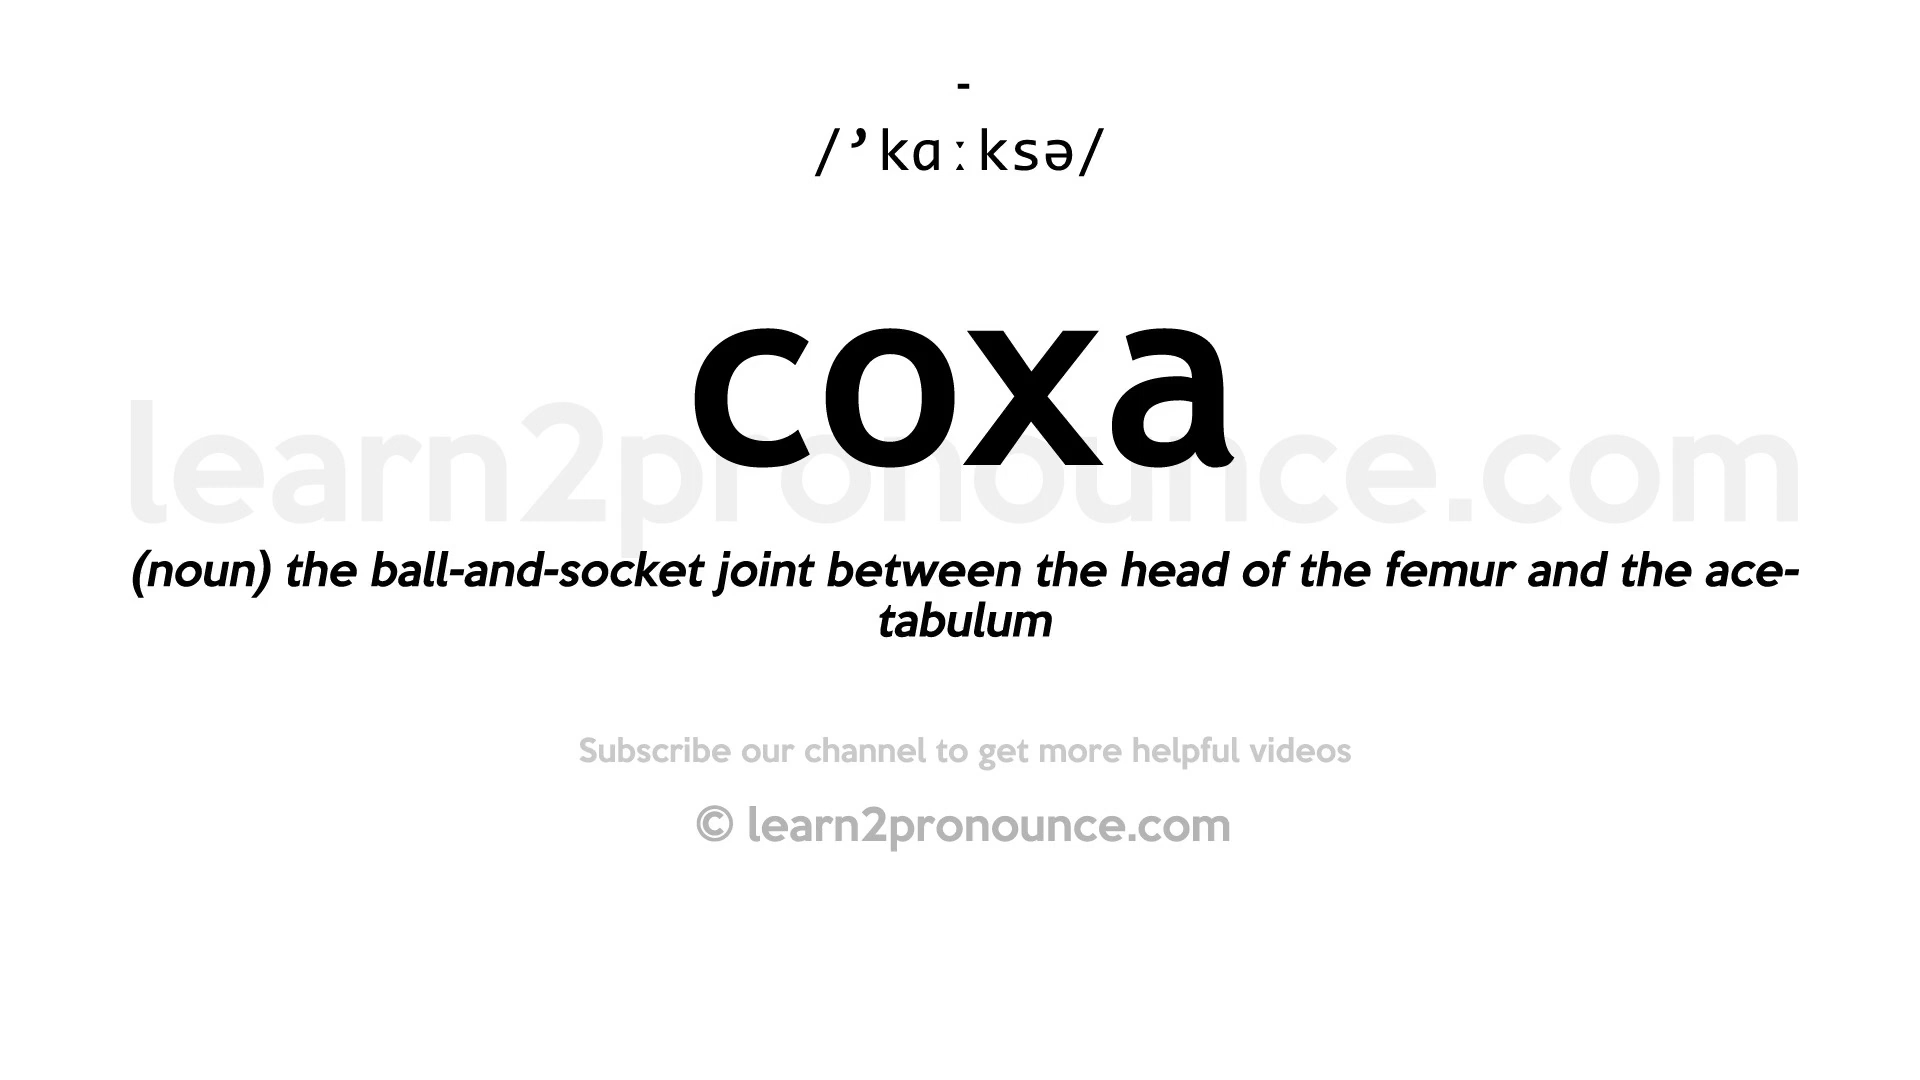 -
/’kɑːksə/
coxa
learn2pronounce.com
(noun) the ball-and-socket joint between the head of the femur and the ace-
tabulum
Subscribe our channel to get more helpful videos
© learn2pronounce.com